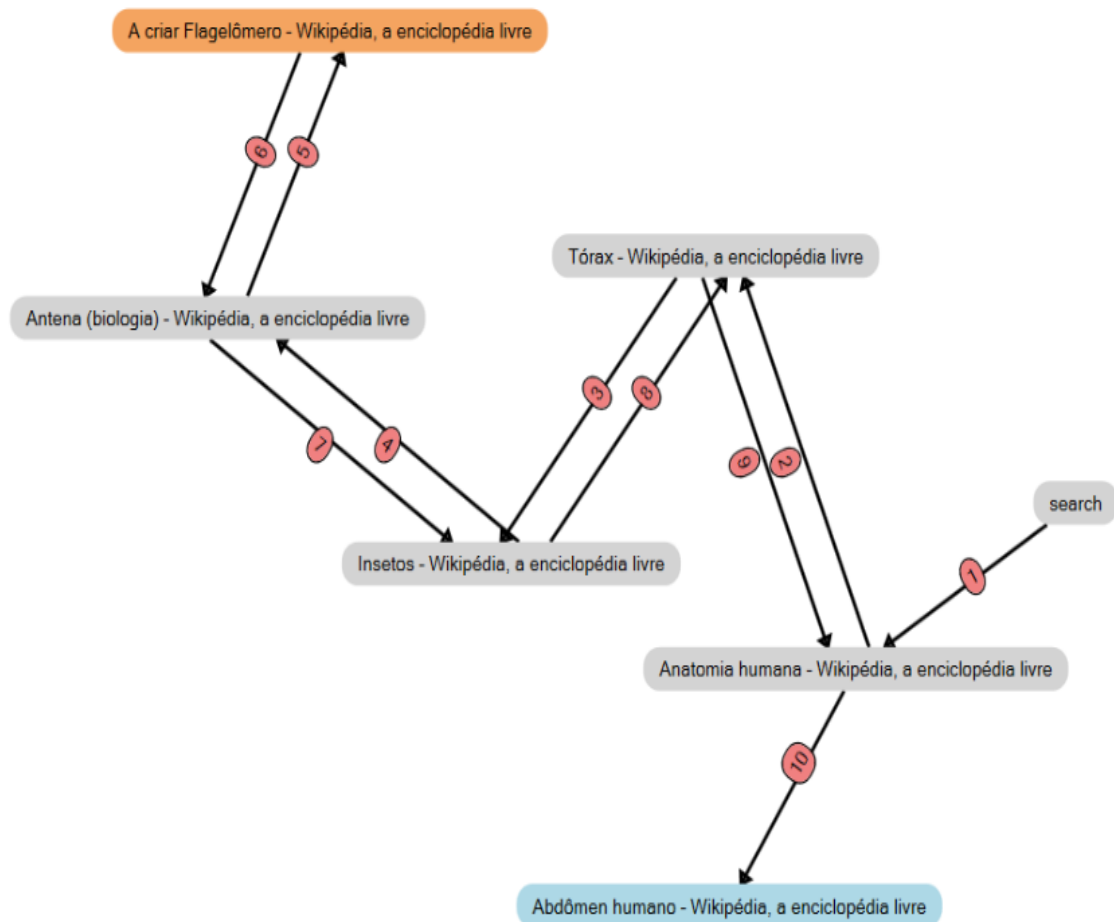 A criar Flagelômero - Wikipédia, a enciclopédia livre
6
5
Tórax - Wikipédia, a enciclopédia livre
Antena (biologia) - Wikipédia, a enciclopédia livre
3
8
7
4
9
2
search
Insetos - Wikipédia, a enciclopédia livre
1
Anatomia humana - Wikipédia, a enciclopédia livre
10
Abdômen humano - Wikipédia, a enciclopédia livre